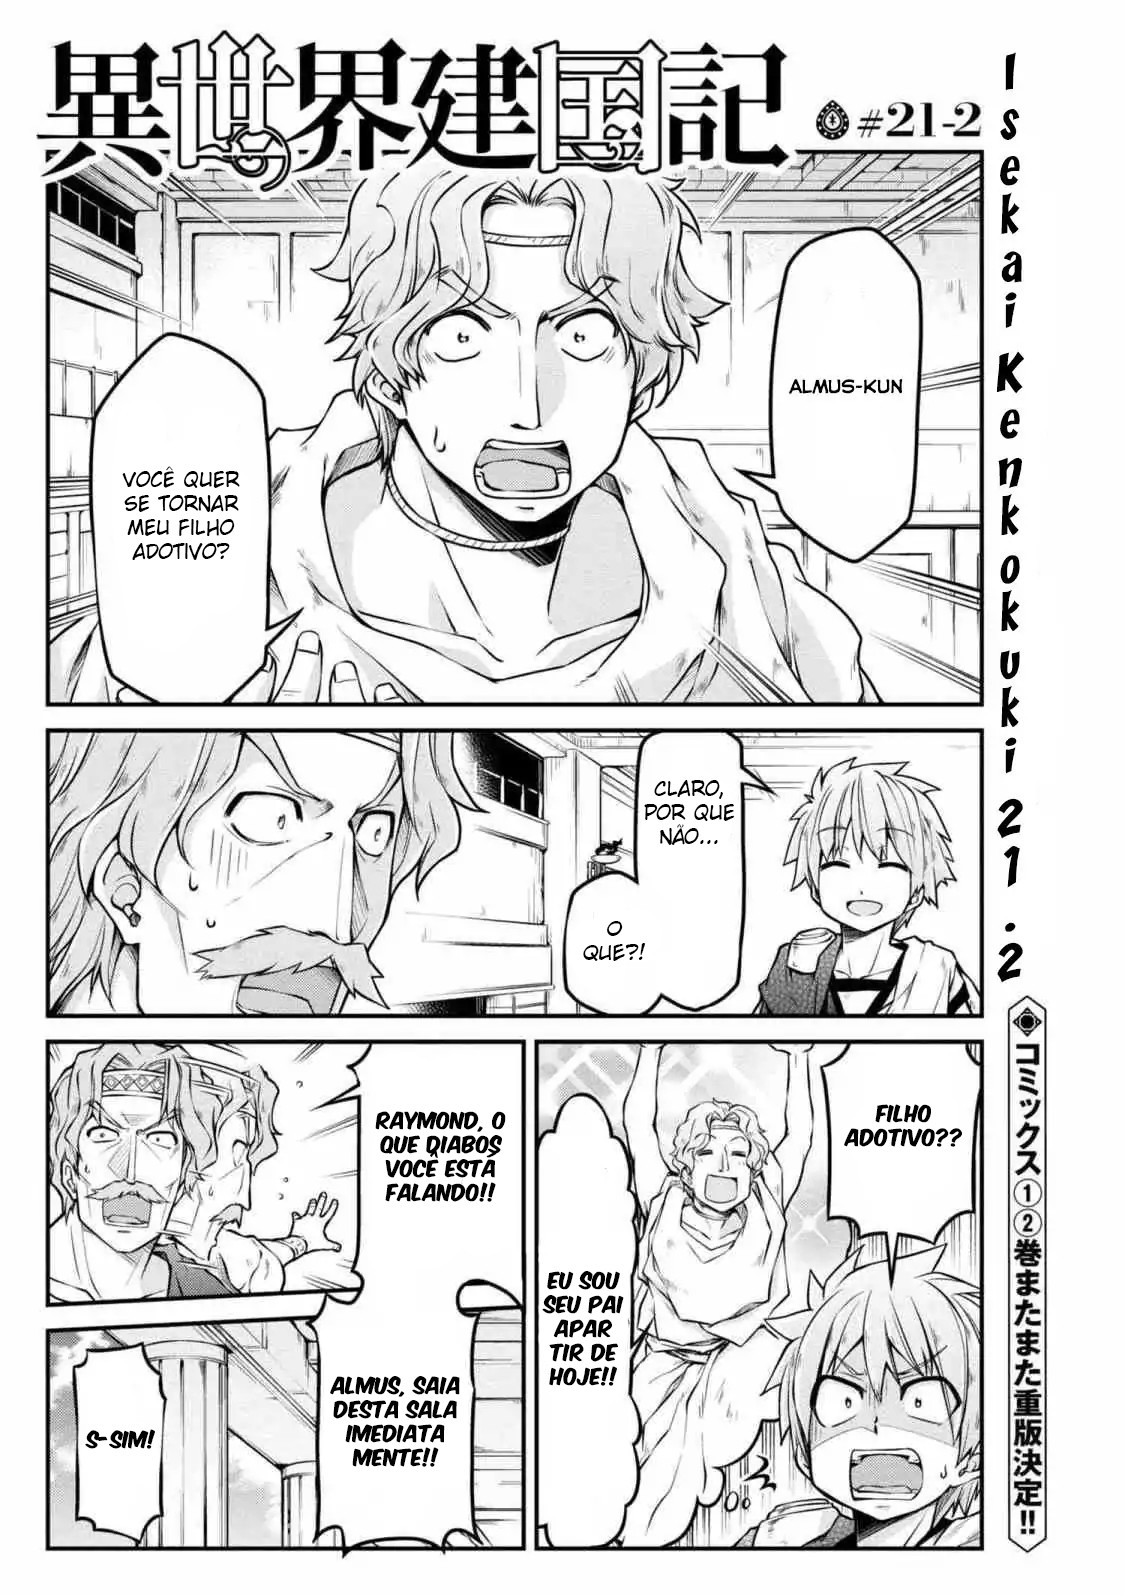 異世界建国記
#21-2
Isekai Kenkokuki 21.2
ALMUS-KUN
VOCÊ QUER
SE TORNAR
MEU FILHO
ADOTIVO?
CLARO,
POR QUE
NÃO...
O
QUE?!
FILHO
ADOTIVO??
EU SOU
SEU PAI
APAR
TIR DE
HOJE!!
RAYMOND, O
QUE DIABOS
VOCÊ ESTÁ
FALANDO!!
ALMUS, SAIA
DESTA SALA
IMEDIATA
MENTE!!
S-SIM!
コミックス①②巻またまた重版決定!!